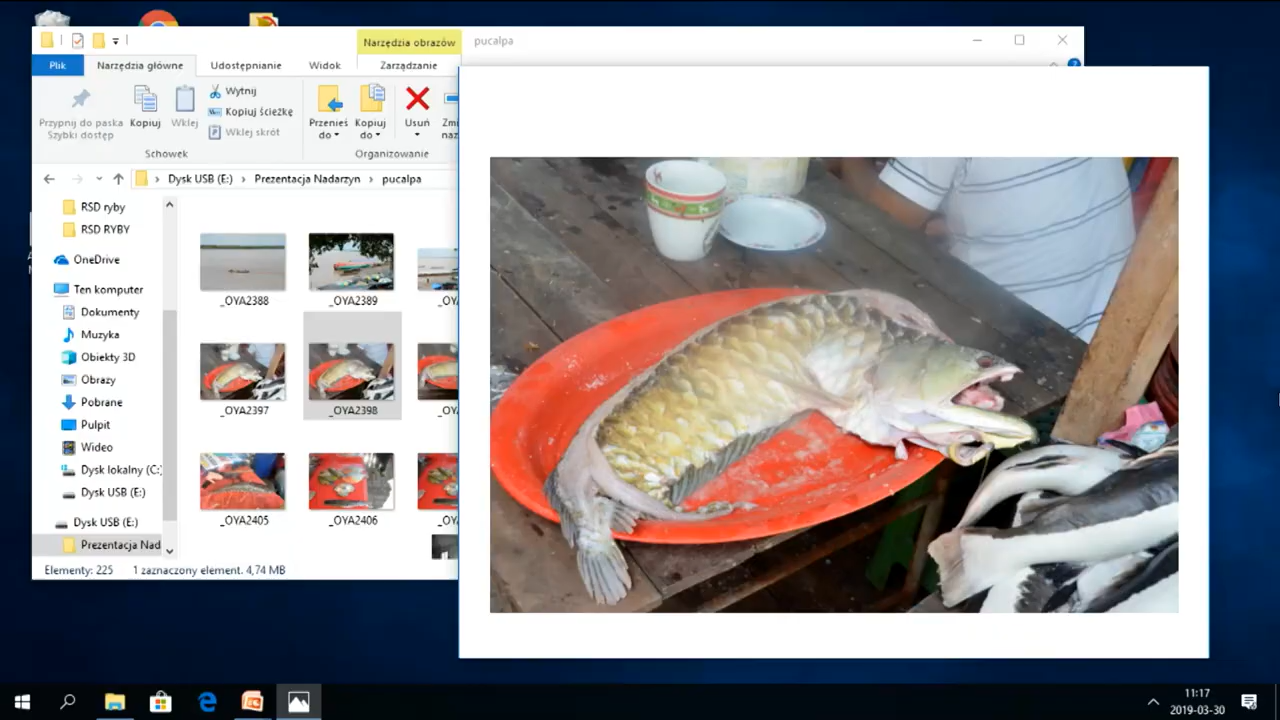 Narzędzia obrazów
pucalpa
Plik
Narzędzia główne
Udostępnianie
Widok
Zarządzanie
Przypnij do paska
Szybki dostęp
Kopiuj
Wklej
Wytnij
Kopiuj ścieżkę
Wklej skrót
Przenieś
do
Kopiuj
do
Usuń
Schowek
Organizowanie
Dysk USB (E:)
Prezentacja Nadarzyn
pucalpa
RSD ryby
RSD RYBY
OneDrive
Ten komputer
Dokumenty
Muzyka
Obiekty 3D
Obrazy
Pobrane
Pulpit
Wideo
Dysk lokalny (C:
Dysk USB (E:)
Dysk USB (E:)
Prezentacja Nad
_OYA2388
_OYA2389
_OYA2397
_OYA2398
_OYA2405
_OYA2406
Elementy: 225
1 zaznaczony element. 4,74 MB
11:17
2019-03-30